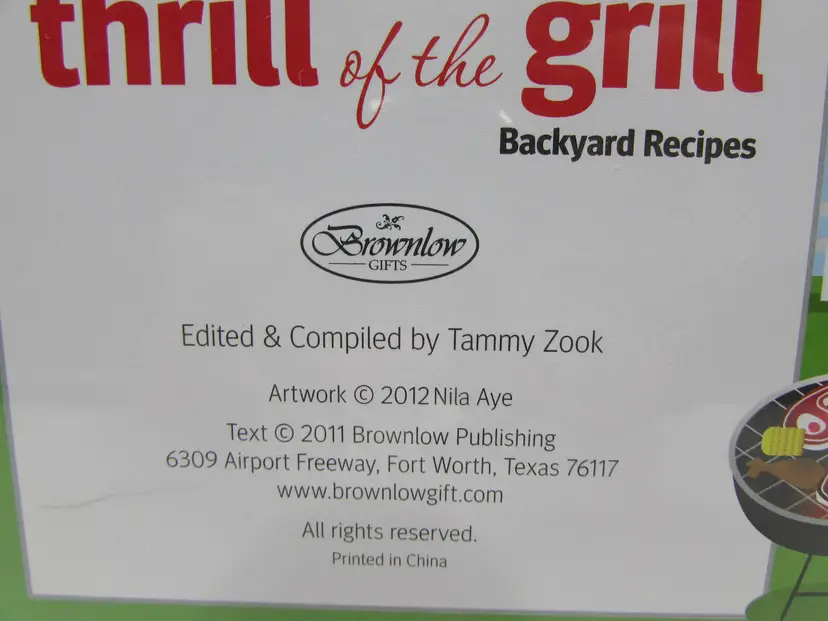 thrill of the grill
Backyard Recipes
Brownlow
GIFTS
Edited & Compiled by Tammy Zook
Artwork © 2012 Nila Aye
Text © 2011 Brownlow Publishing
6309 Airport Freeway, Fort Worth, Texas 76117
www.brownlowgift.com
All rights reserved.
Printed in China